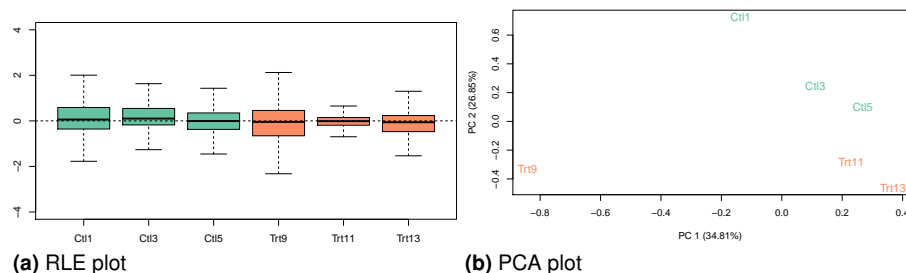 4
2
0
−2
−4
Ctl1 Ctl3 Ctl5 Trt9 Trt11 Trt13
(a) RLE plot
PC 2 (26.85%)
0.6
0.4
0.2
0.0
−0.2
−0.4
Ctl1
Ctl3
Ctl5
Trt11
Trt9
Trt13
−0.8 −0.6 −0.4 −0.2 0.0 0.2 0.4
PC 1 (34.81%)
(b) PCA plot